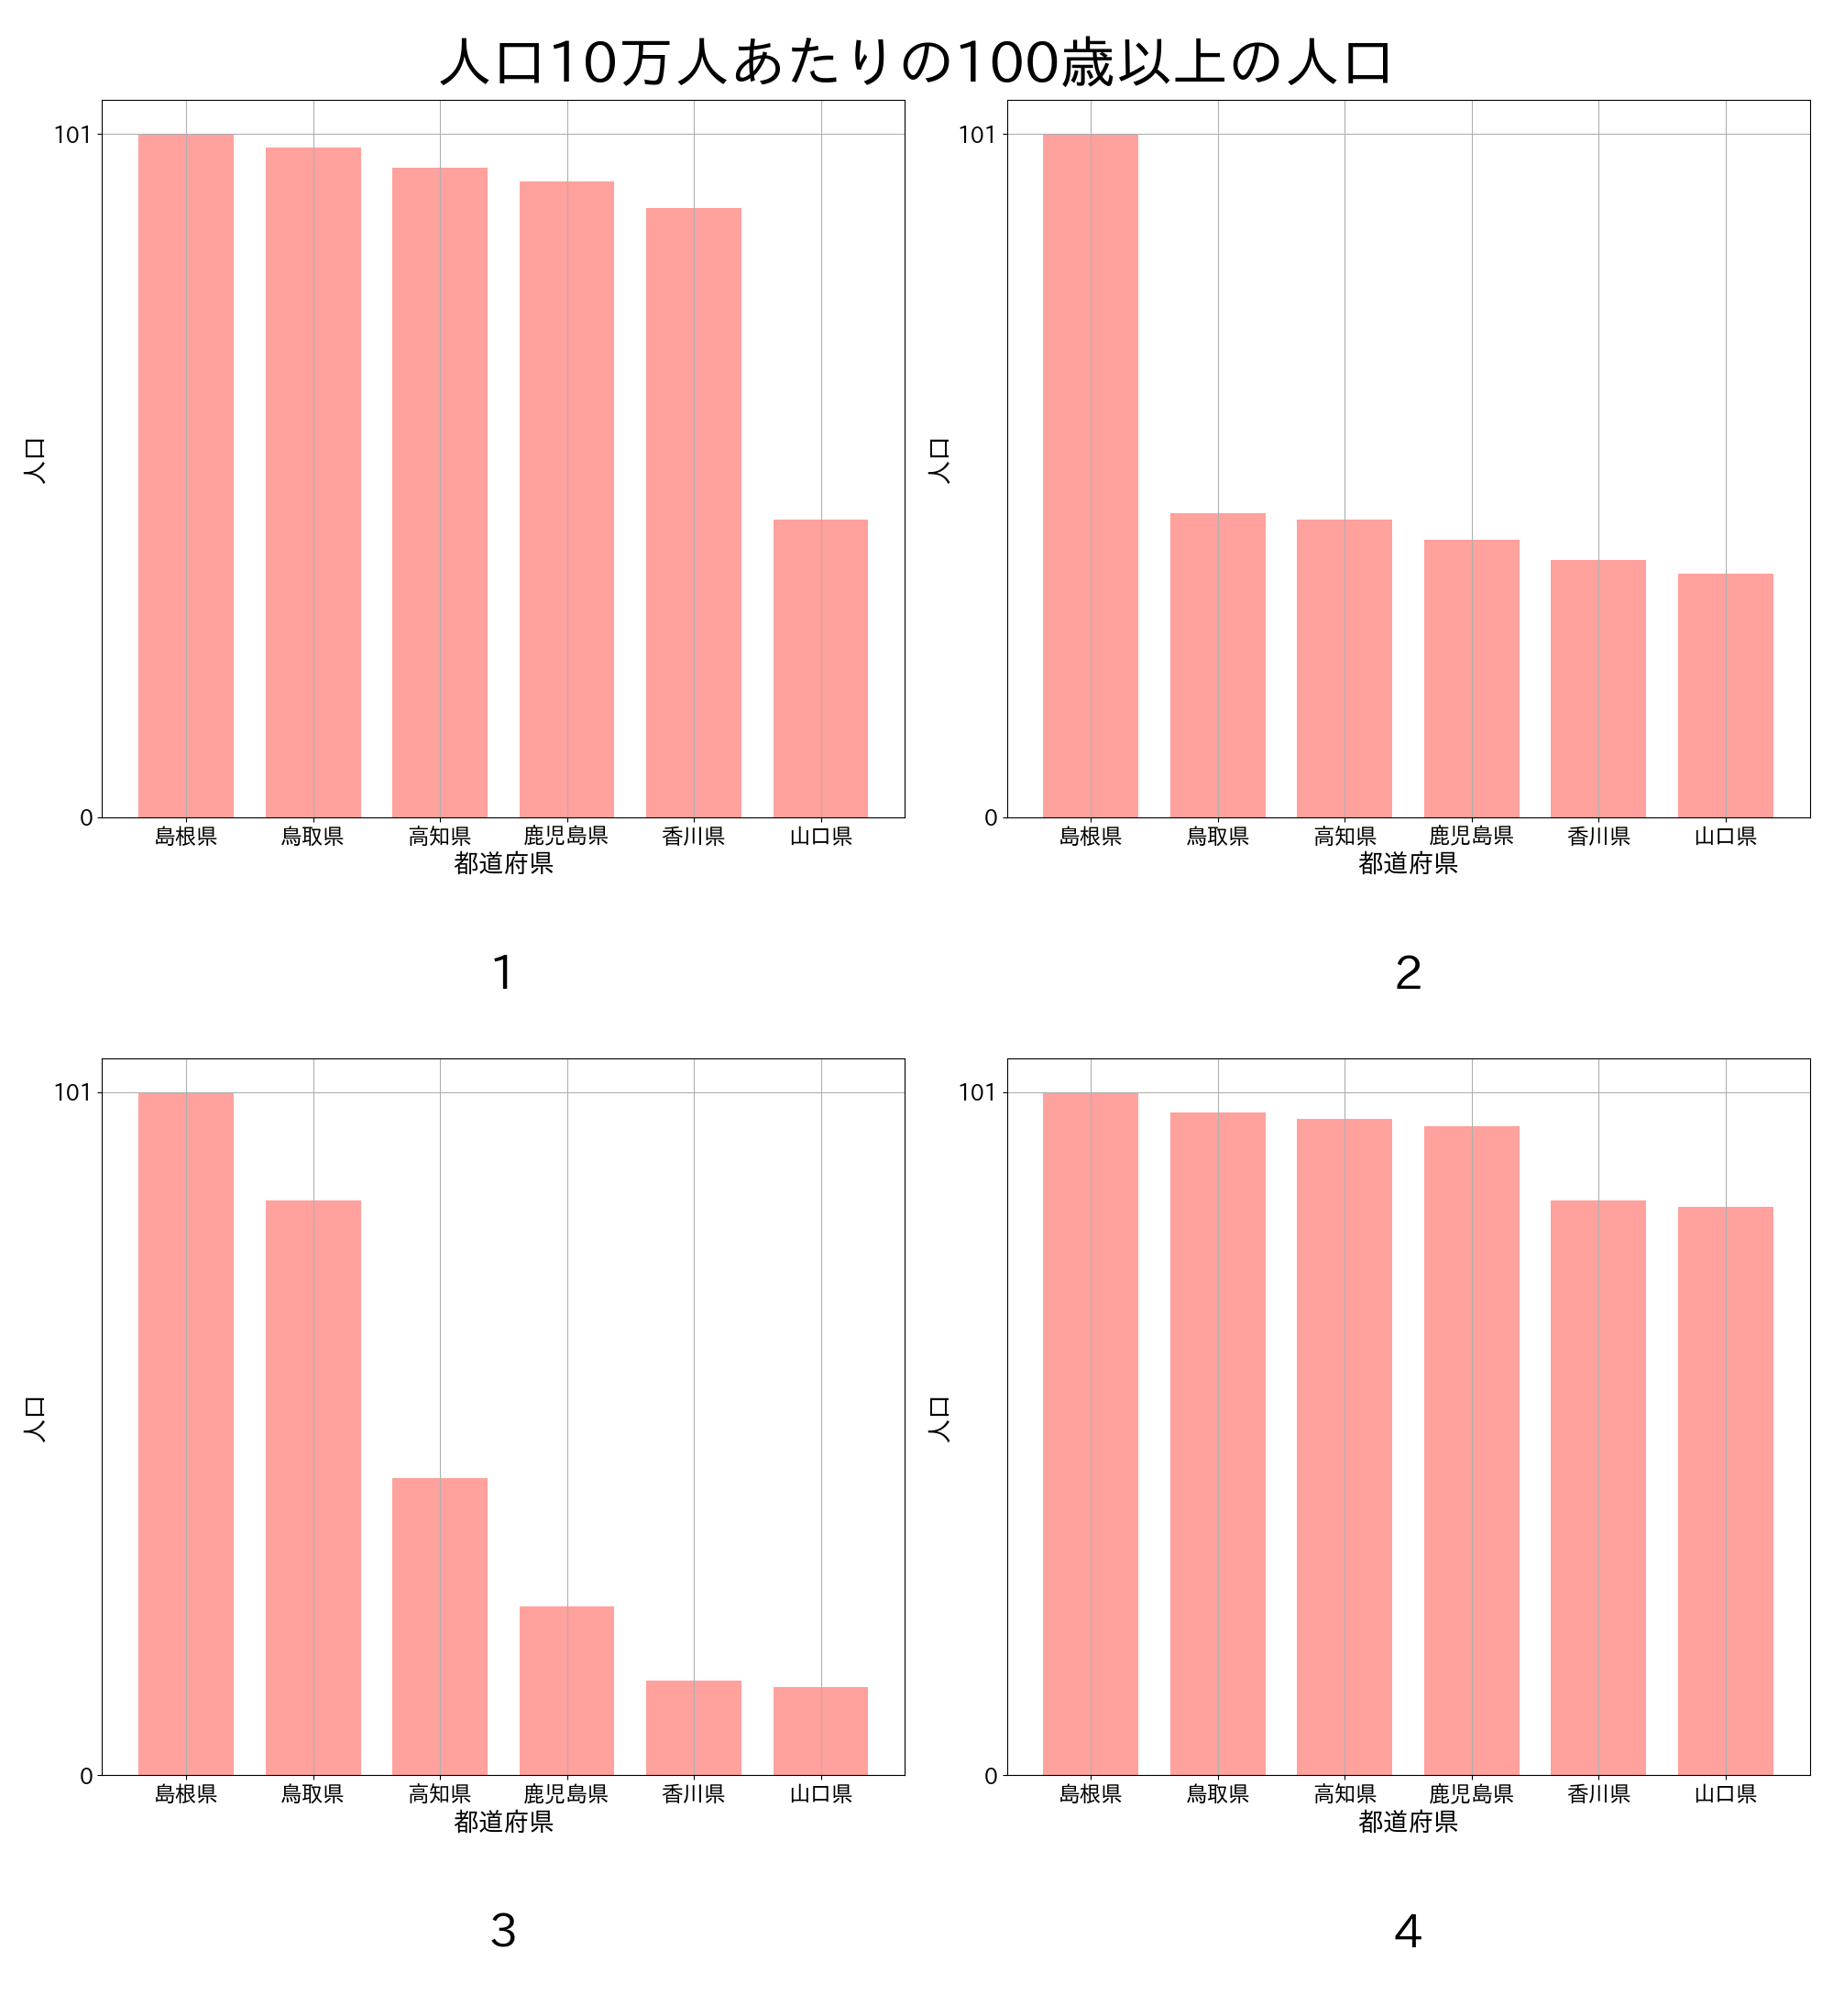 人口10万人あたりの100歳以上の人口
101
0
人口
島根県 鳥取県 高知県 鹿児島県 香川県 山口県
都道府県
1
101
0
人口
島根県 鳥取県 高知県 鹿児島県 香川県 山口県
都道府県
2
101
0
人口
島根県 鳥取県 高知県 鹿児島県 香川県 山口県
都道府県
3
101
0
人口
島根県 鳥取県 高知県 鹿児島県 香川県 山口県
都道府県
4